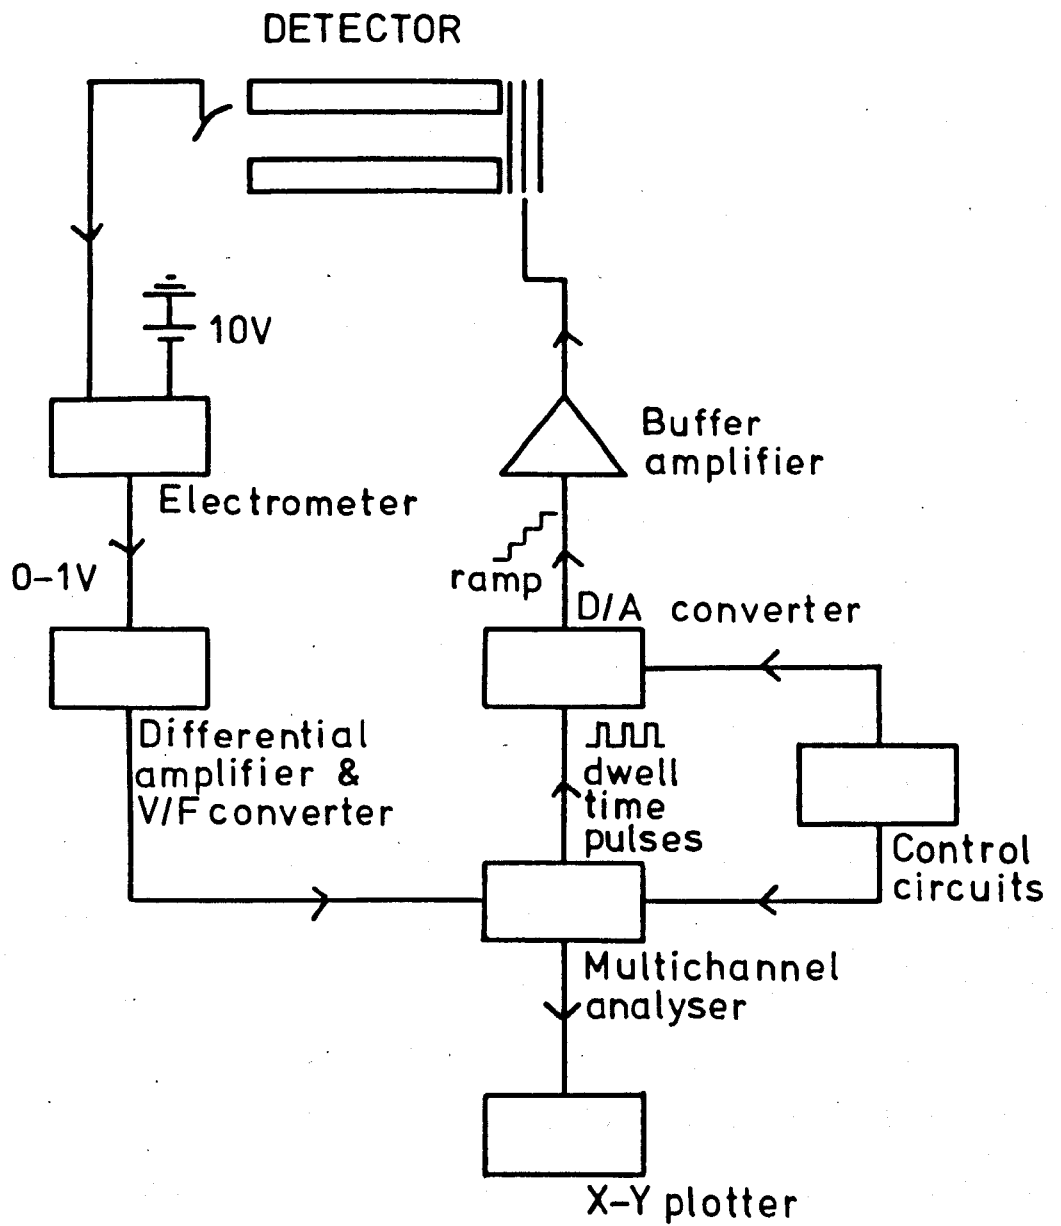 DETECTOR
10V
Buffer
amplifier
Electrometer
0-1V
ramp
D/A converter
Differential
amplifier &
V/F converter
dwell
time
pulses
Control
circuits
Multichannel
analyser
X-Y plotter